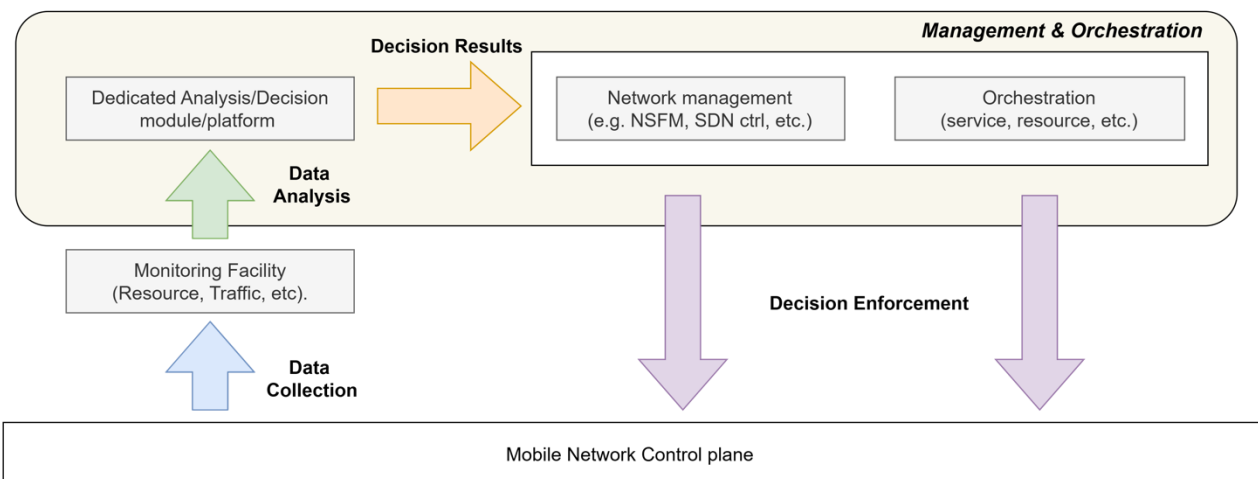 Management & Orchestration
Decision Results
Dedicated Analysis/Decision
module/platform
Network management
(e.g. NSFM, SDN ctrl, etc.)
Orchestration
(service, resource, etc.)
Data
Analysis
Monitoring Facility
(Resource, Traffic, etc).
Decision Enforcement
Data
Collection
Mobile Network Control plane